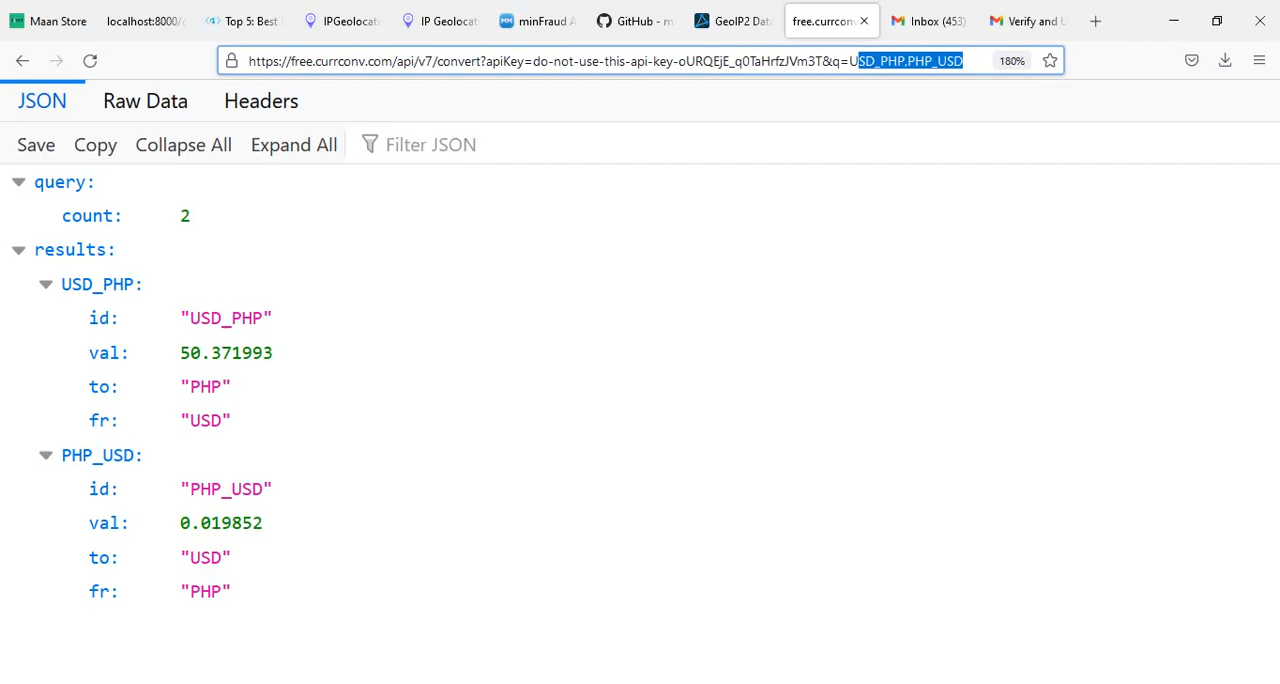 Maan Store localhost:8000/ Top 5: Best IPGeolocati IP Geolocat minFraud A GitHub - m GeoIP2 Data free.currcon Inbox (453) Verify and U
https://free.currconv.com/api/v7/convert?apiKey=do-not-use-this-api-key-oURQEjE_q0TaHrfzJVm3T&q=USD_PHP,PHP_USD 180%
JSON Raw Data Headers
Save Copy Collapse All Expand All Filter JSON
query:
count: 2
results:
USD_PHP:
id: "USD_PHP"
val: 50.371993
to: "PHP"
fr: "USD"
PHP_USD:
id: "PHP_USD"
val: 0.019852
to: "USD"
fr: "PHP"